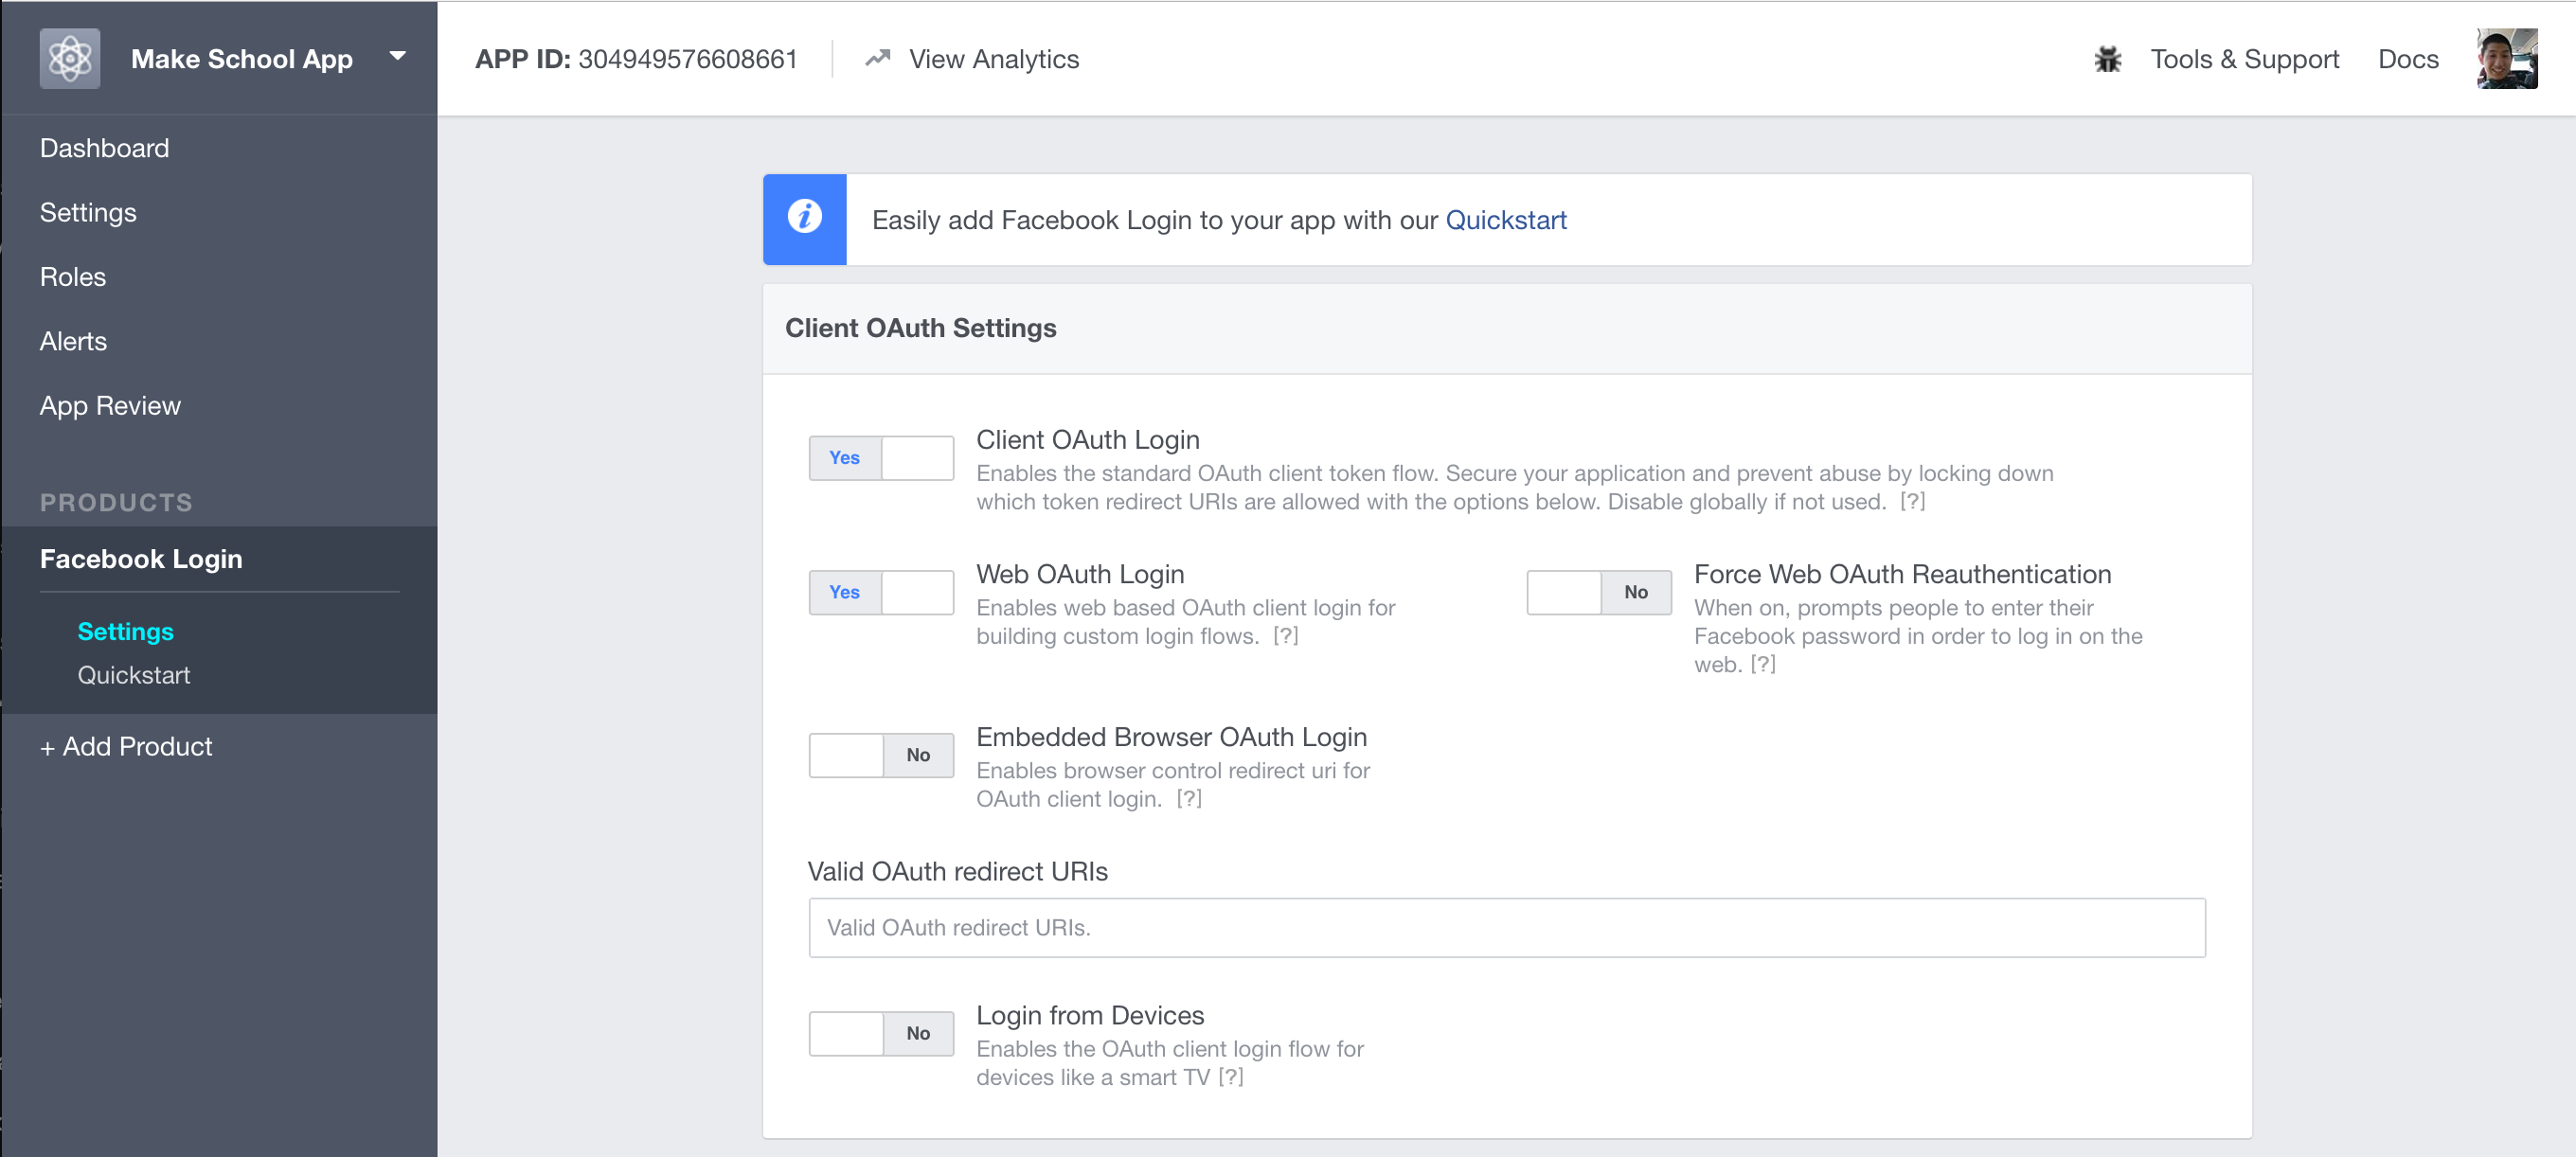 Make School App
APP ID: 304949576608661
View Analytics
Tools & Support
Docs
Dashboard
Settings
Roles
Alerts
App Review
PRODUCTS
Facebook Login
Settings
Quickstart
+ Add Product
Easily add Facebook Login to your app with our Quickstart
Client OAuth Settings
Yes
Client OAuth Login
Enables the standard OAuth client token flow. Secure your application and prevent abuse by locking down
which token redirect URIs are allowed with the options below. Disable globally if not used. [?]
Yes
Web OAuth Login
Enables web based OAuth client login for
building custom login flows. [?]
No
Force Web OAuth Reauthentication
When on, prompts people to enter their
Facebook password in order to log in on the
web. [?]
No
Embedded Browser OAuth Login
Enables browser control redirect uri for
OAuth client login. [?]
Valid OAuth redirect URIs
Valid OAuth redirect URIs.
No
Login from Devices
Enables the OAuth client login flow for
devices like a smart TV [?]